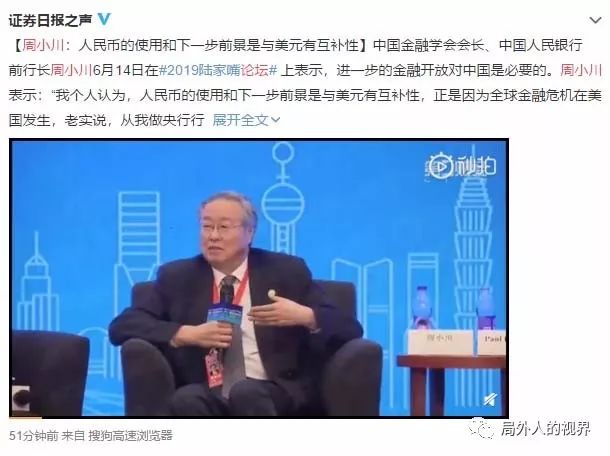 证券日报之声
【周小川：人民币的使用和下一步前景是与美元有互补性】中国金融学会会长、中国人民银行
前行长周小川6月14日在#2019陆家嘴论坛# 上表示，进一步的金融开放对中国是必要的。周小川
表示：“我个人认为，人民币的使用和下一步前景是与美元有互补性，正是因为全球金融危机在美
国发生，老实说，从我做央行行 展开全文
秒拍
周小川
Paul
51分钟前 来自 搜狗高速浏览器
局外人的视界